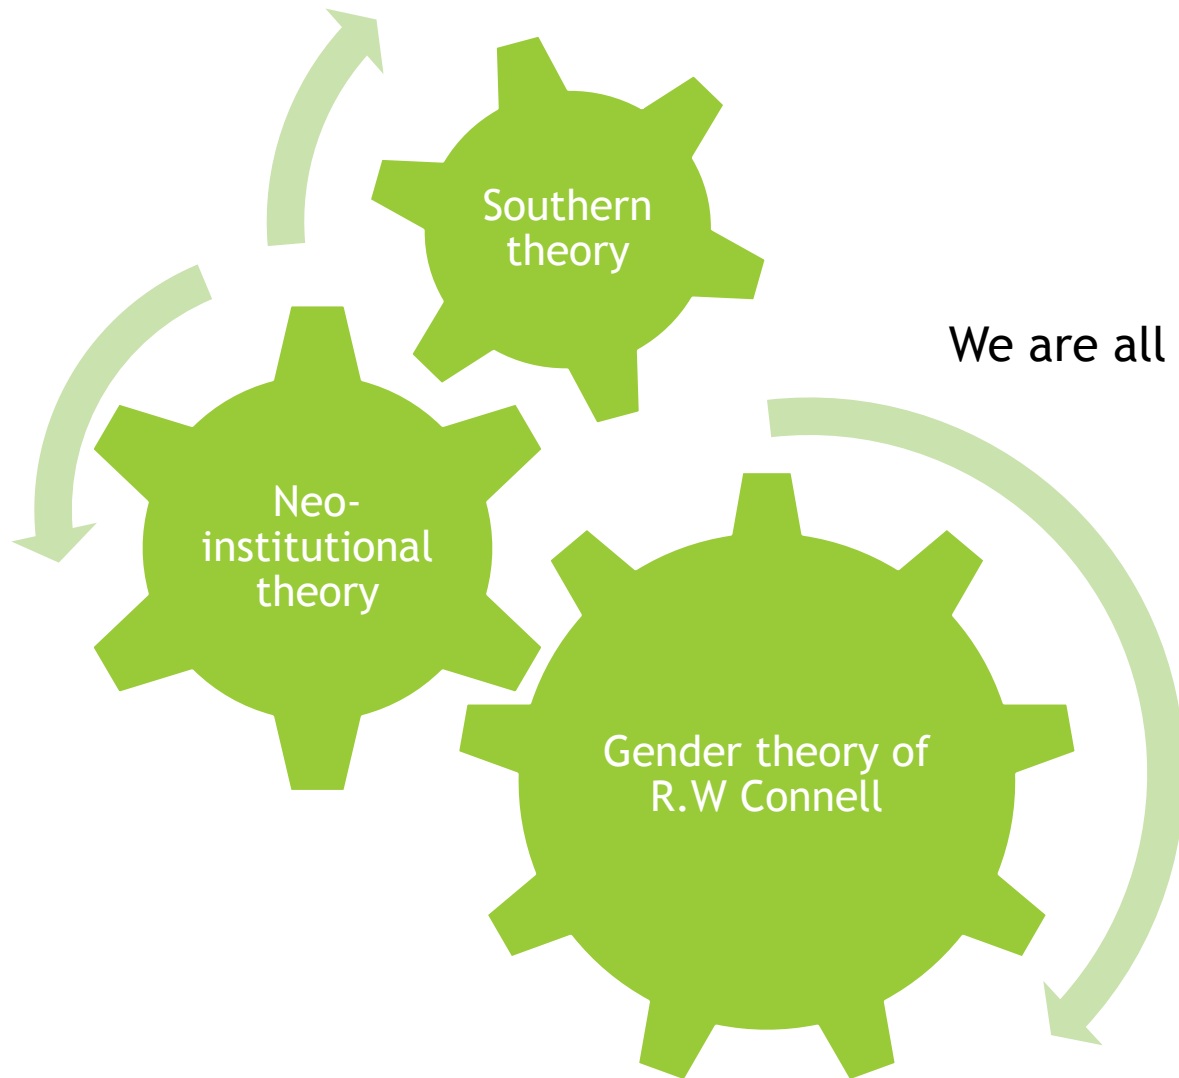 Southern
theory
We are all
Neo-
institutional
theory
Gender theory of
R.W Connell